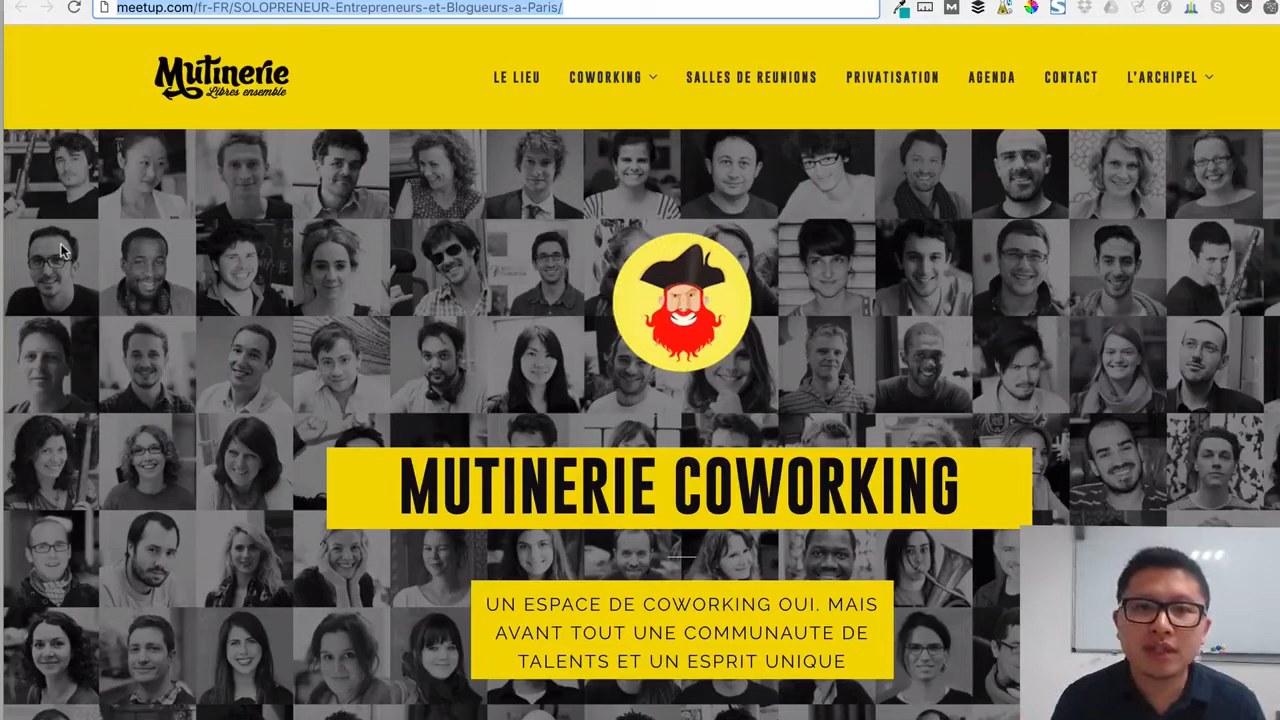 meetup.com/fr-FR/SOLOPRENEUR-Entrepreneurs-et-Blogueurs-a-Paris/
Mutinerie
Libres ensemble
LE LIEU COWORKING SALLES DE REUNIONS PRIVATISATION AGENDA CONTACT L'ARCHIPEL
MUTINERIE COWORKING
UN ESPACE DE COWORKING OUI. MAIS
AVANT TOUT UNE COMMUNAUTE DE
TALENTS ET UN ESPRIT UNIQUE